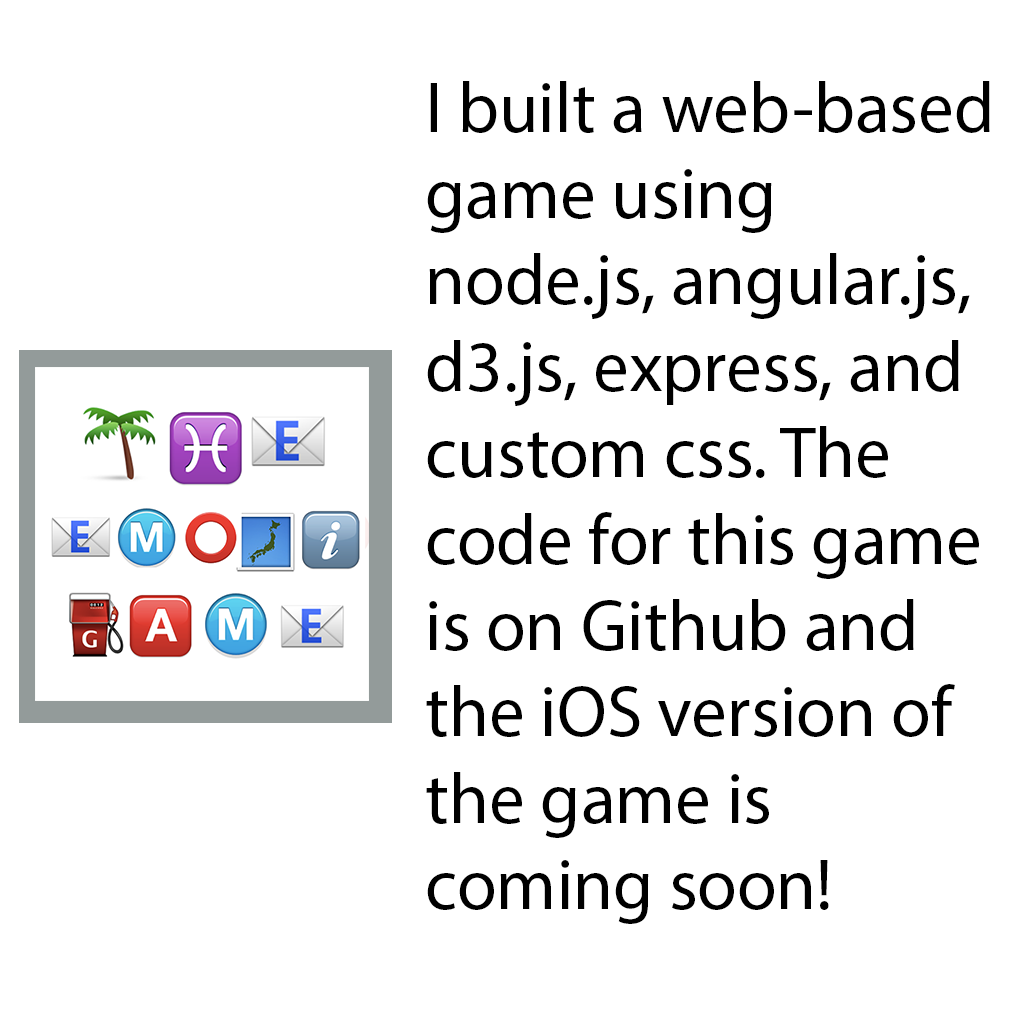 E
E M i
G A M E
I built a web-based
game using
node.js, angular.js,
d3.js, express, and
custom css. The
code for this game
is on Github and
the iOS version of
the game is
coming soon!